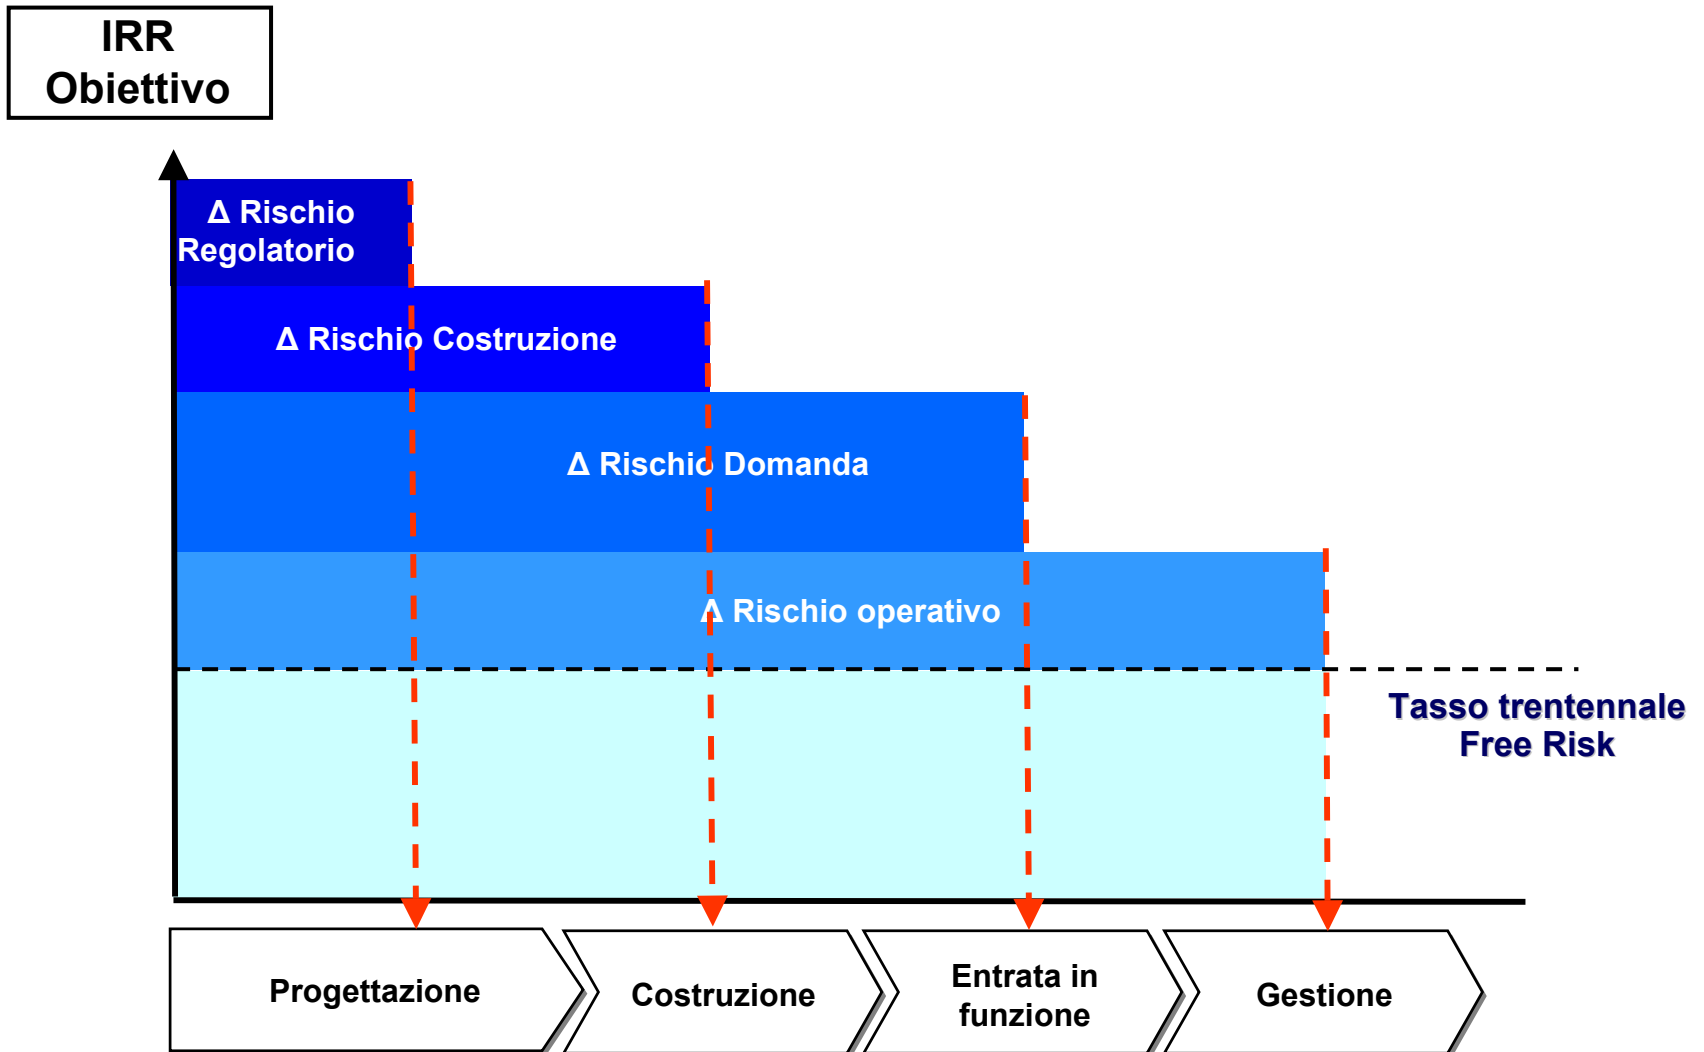 IRR
Obiettivo
Δ Rischio
Regolatorio
Δ Rischio Costruzione
Δ Rischio Domanda
Δ Rischio operativo
Tasso trentennale
Free Risk
Progettazione
Costruzione
Entrata in
funzione
Gestione